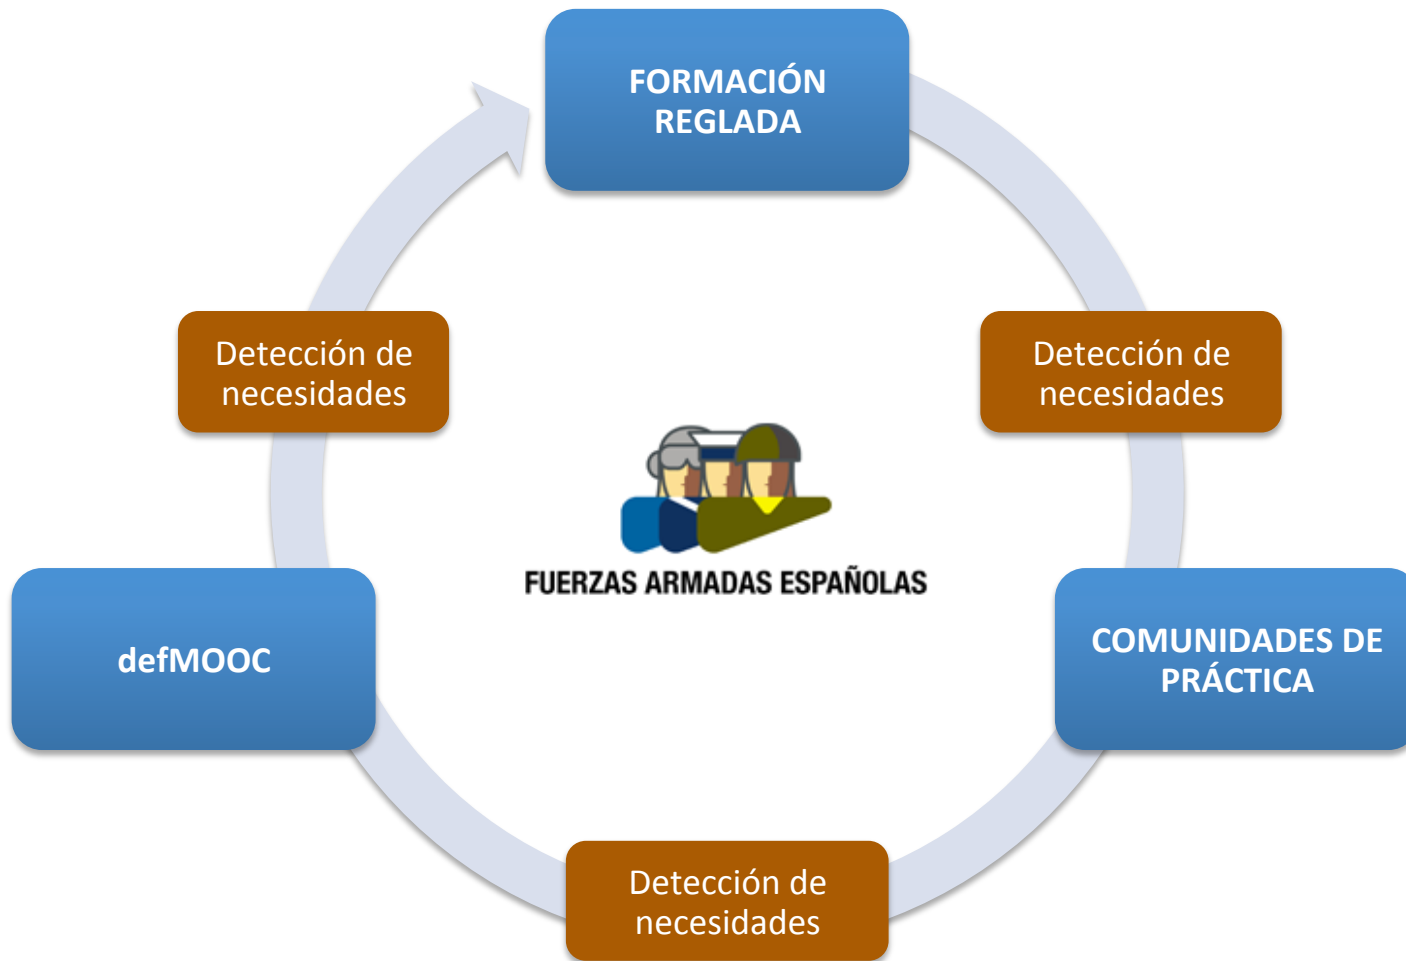 FORMACIÓN
REGLADA
Detección de
necesidades
Detección de
necesidades
FUERZAS ARMADAS ESPAÑOLAS
defMOOC
COMUNIDADES DE
PRÁCTICA
Detección de
necesidades